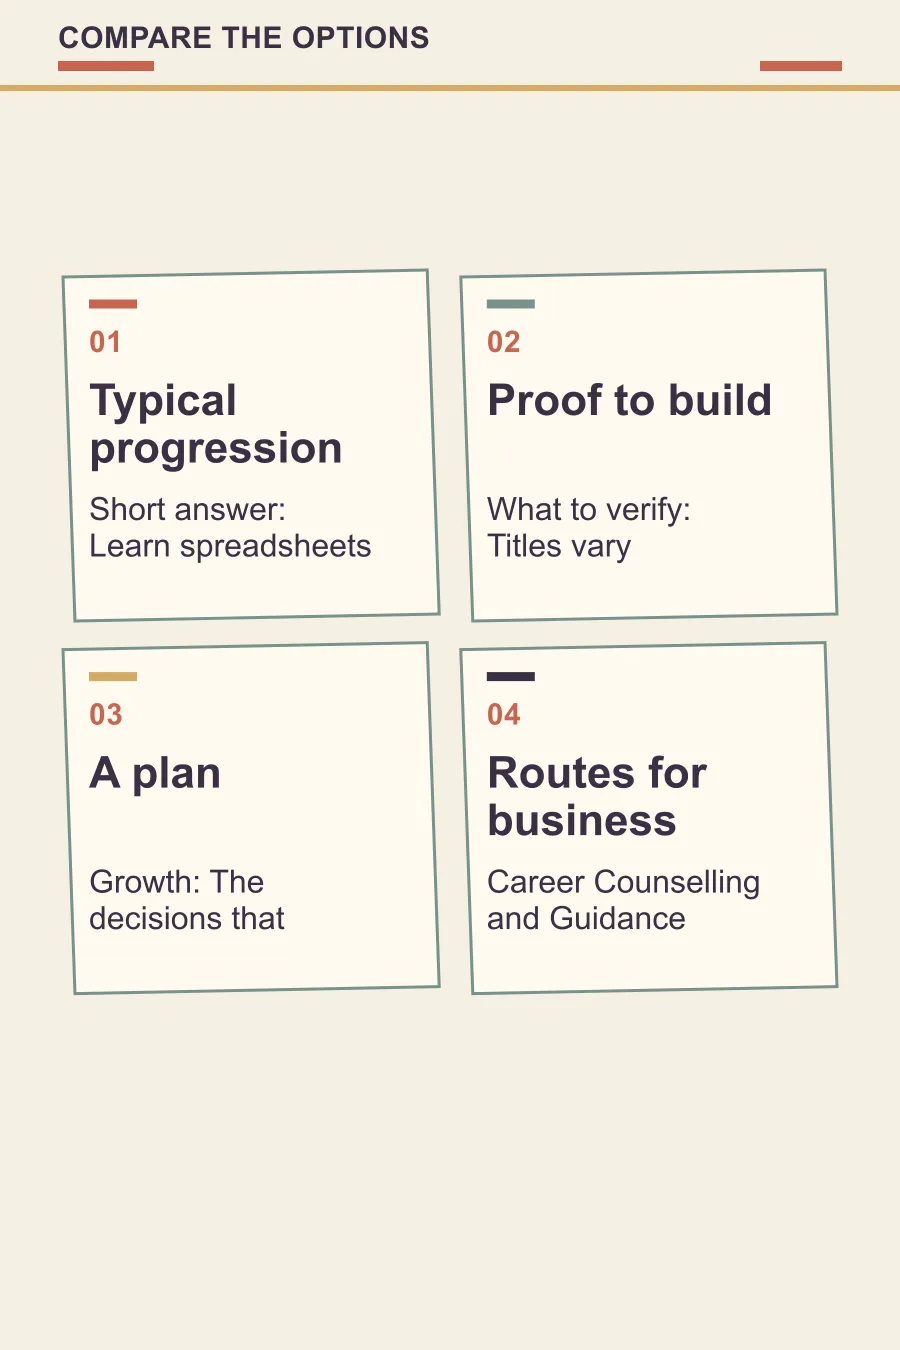 COMPARE THE OPTIONS
01
Typical
progression
Short answer:
Learn spreadsheets
02
Proof to build
What to verify:
Titles vary
03
A plan
Growth: The
decisions that
04
Routes for
business
Career Counselling
and Guidance